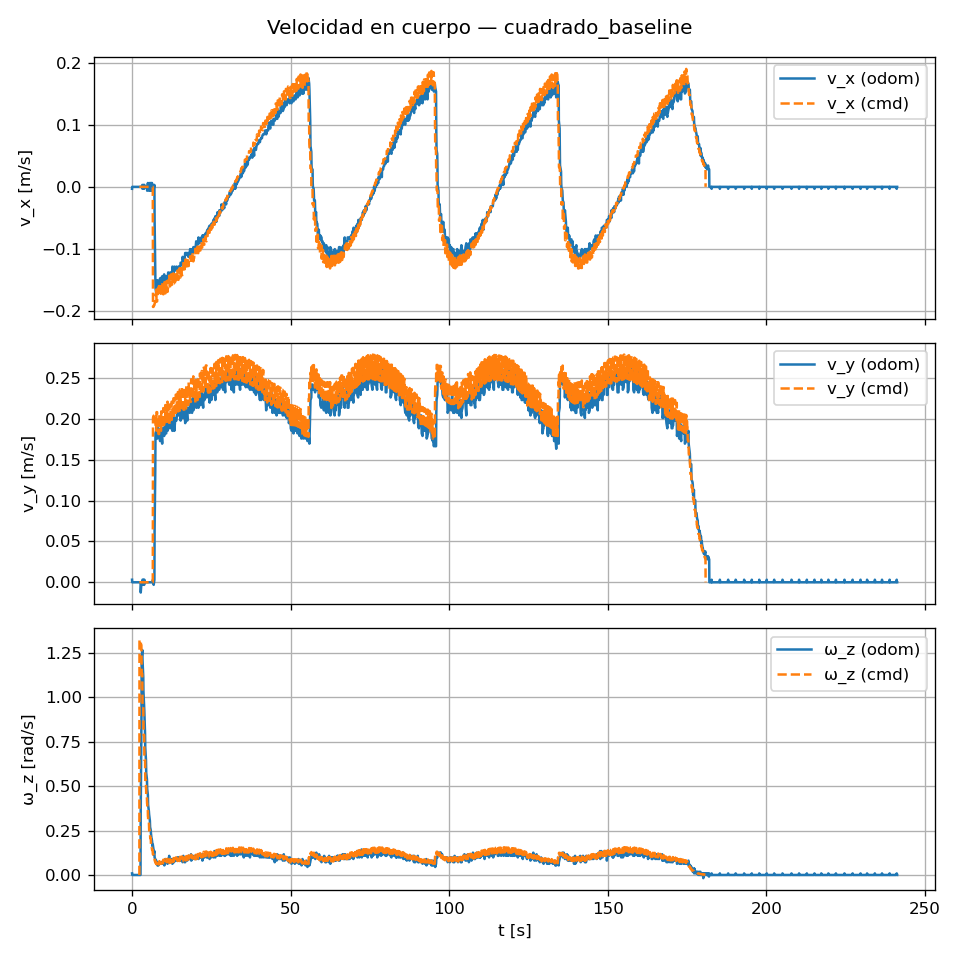 Velocidad en cuerpo — cuadrado_baseline
0.2
0.1
0.0
−0.1
−0.2
v_x [m/s]
v_x (odom)
v_x (cmd)
0.25
0.20
0.15
0.10
0.05
0.00
v_y [m/s]
v_y (odom)
v_y (cmd)
1.25
1.00
0.75
0.50
0.25
0.00
ω_z [rad/s]
ω_z (odom)
ω_z (cmd)
0 50 100 150 200 250
t [s]